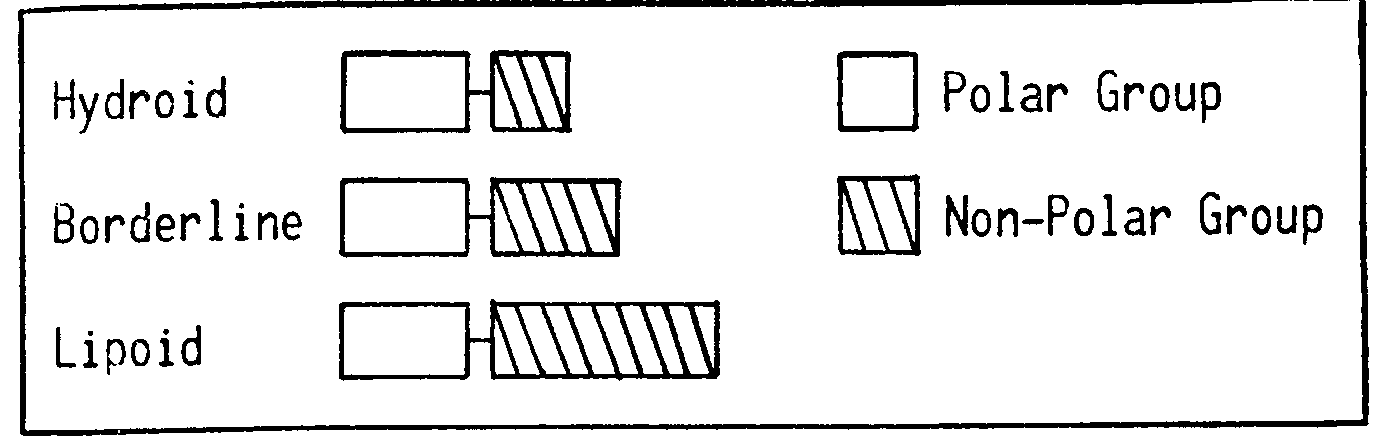 Hydroid
Borderline
Lipoid
Polar Group
Non-Polar Group